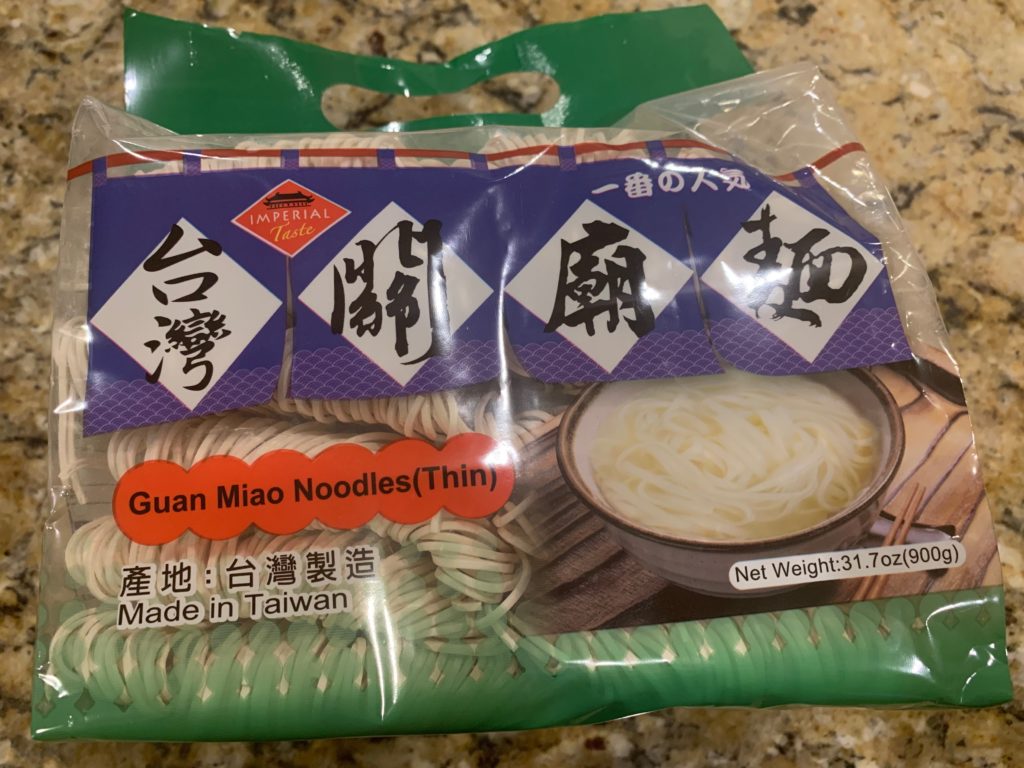 一番の人気
IMPERIAL
Taste
台灣
關
廟
麵
Guan Miao Noodles(Thin)
產地:台灣製造
Made in Taiwan
Net Weight:31.7oz(900g)